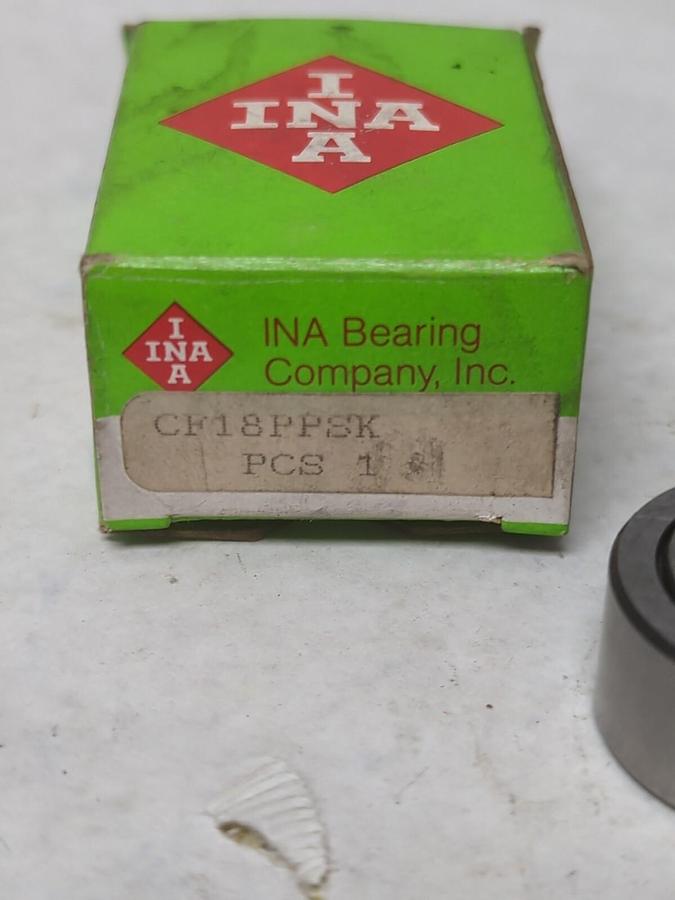 I
INA
A
I
INA
A
INA Bearing
Company, Inc.
CF18PPSK
PCS 1